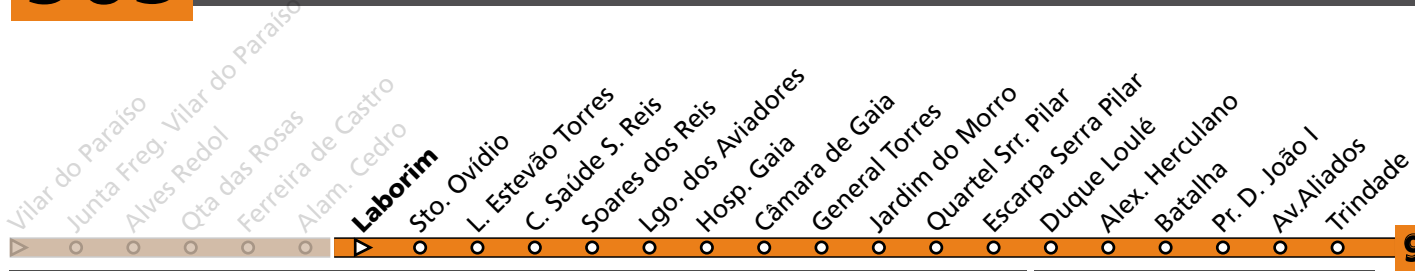 Vilar do Paraíso
Junta Freg. Vilar do Paraíso
Alves Redol
Qta das Rosas
Ferreira de Castro
Alam. Cedro
Laborim
Sto. Ovídio
L. Estevão Torres
C. Saúde S. Reis
Soares dos Reis
Lgo. dos Aviadores
Hosp. Gaia
Câmara de Gaia
General Torres
Jardim do Morro
Quartel Srr. Pilar
Escarpa Serra Pilar
Duque Loulé
Alex. Herculano
Batalha
Pr. D. João I
Av.Aliados
Trindade